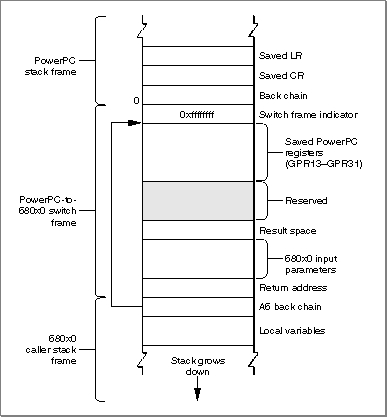 Saved LR
PowerPC
stack frame
Saved CR
Back chain
0
0xffffffff
Switch frame indicator
Saved PowerPC
registers
(GPR13–GPR31)
PowerPC-to-
680x0 switch
frame
Reserved
Result space
680x0 input
parameters
Return address
A6 back chain
Local variables
680x0
caller stack
frame
Stack grows
down